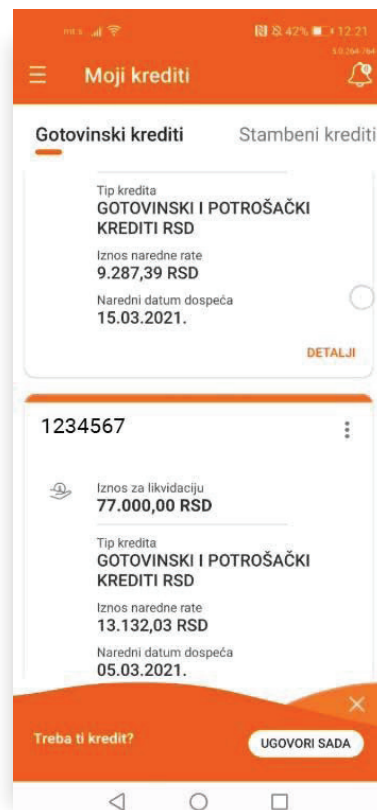 mt:s 42% 12:21
Moji krediti
Gotovinski krediti Stambeni krediti
Tip kredita
GOTOVINSKI I POTROŠAČKI
KREDITI RSD
Iznos naredne rate
9.287,39 RSD
Naredni datum dospeća
15.03.2021.
DETALJI
1234567
Iznos za likvidaciju
77.000,00 RSD
Tip kredita
GOTOVINSKI I POTROŠAČKI
KREDITI RSD
Iznos naredne rate
13.132,03 RSD
Naredni datum dospeća
05.03.2021.
Treba ti kredit?
UGOVORI SADA